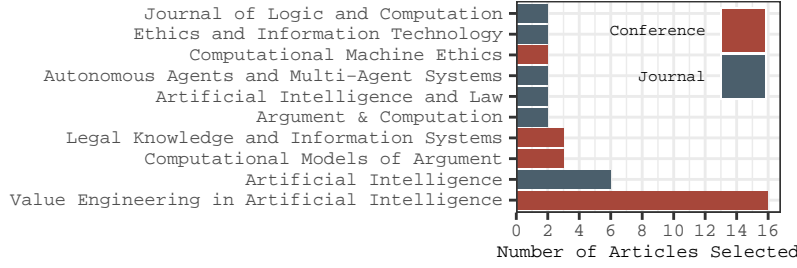 Journal of Logic and Computation
Ethics and Information Technology
Computational Machine Ethics
Autonomous Agents and Multi-Agent Systems
Artificial Intelligence and Law
Argument & Computation
Legal Knowledge and Information Systems
Computational Models of Argument
Artificial Intelligence
Value Engineering in Artificial Intelligence
Conference
Journal
0 2 4 6 8 10 12 14 16
Number of Articles Selected